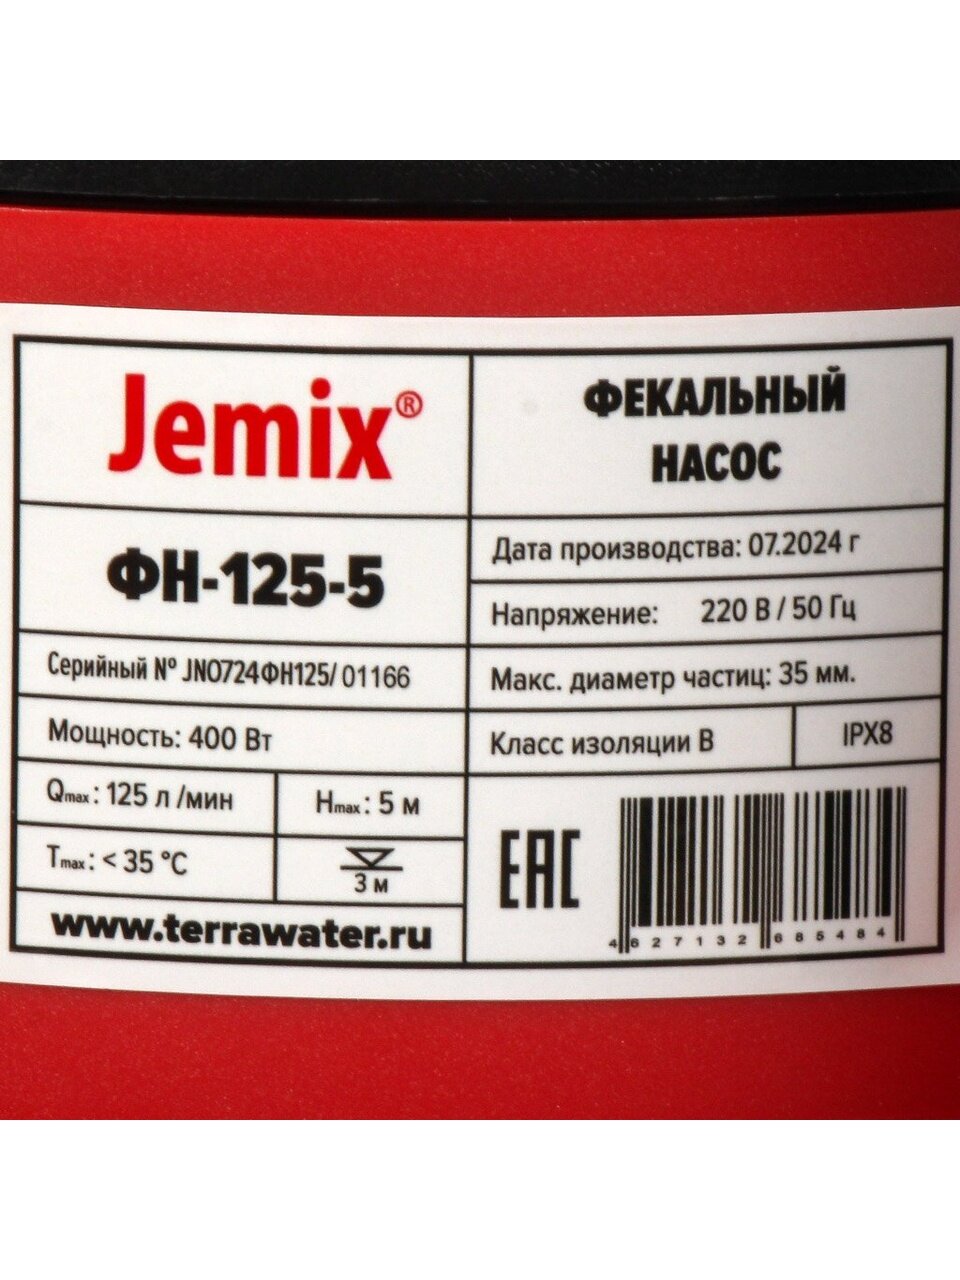 Jemix®
ФЕКАЛЬНЫЙ
НАСОС
ФН-125-5
Дата производства: 07.2024 г
Напряжение: 220 В / 50 Гц
Серийный № JNO724ФН125/ 01166
Макс. диаметр частиц: 35 мм.
Мощность: 400 Вт
Класс изоляции В
IPX8
Qmax: 125 л /мин
Hmax: 5 м
Tmax: < 35 °C
3 м
www.terrawater.ru
EAC
4 627132 685484